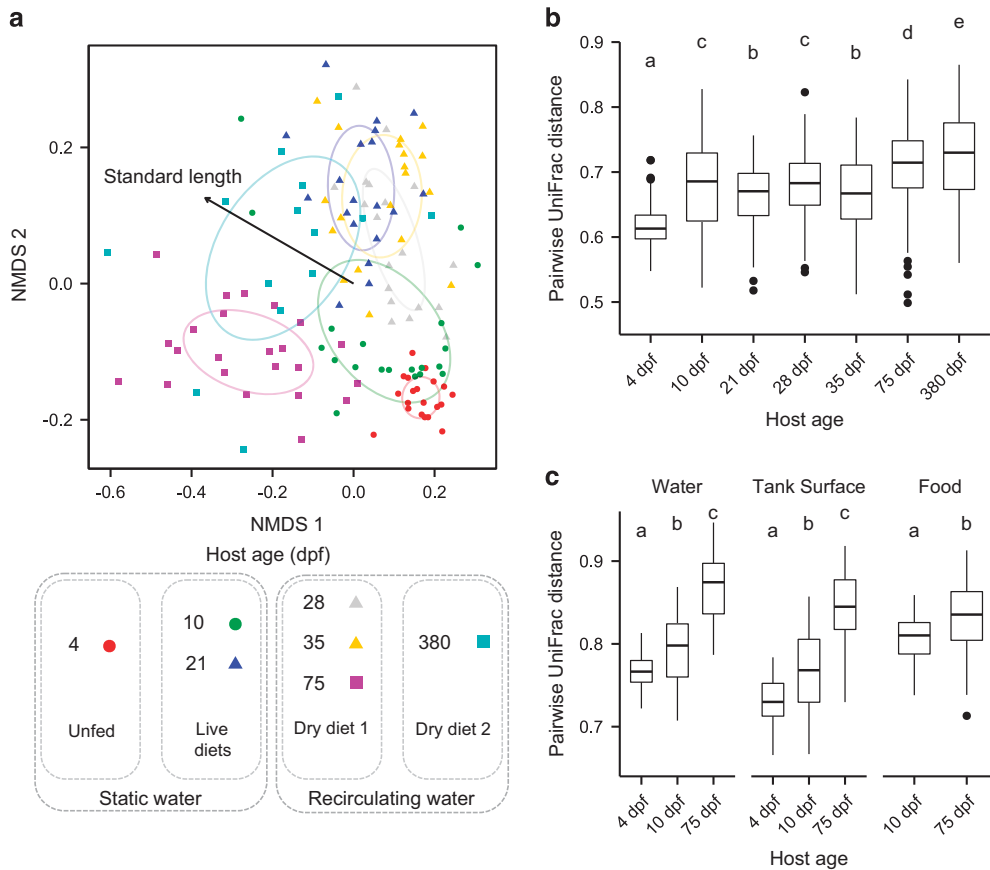 a
0.2
0.0
-0.2
NMDS 2
Standard length
-0.6
-0.4
-0.2
0.0
0.2
NMDS 1
Host age (dpf)
4
Unfed
10
21
Live
diets
Static water
28
35
75
Dry diet 1
380
Dry diet 2
Recirculating water
b
0.9
0.8
0.7
0.6
0.5
Pairwise UniFrac distance
a
c
b
c
b
d
e
4 dpf
10 dpf
21 dpf
28 dpf
35 dpf
75 dpf
380 dpf
Host age
c
Water
Tank Surface
Food
0.9
0.8
0.7
Pairwise UniFrac distance
a
b
c
a
b
c
a
b
4 dpf
10 dpf
75 dpf
4 dpf
10 dpf
75 dpf
10 dpf
75 dpf
Host age